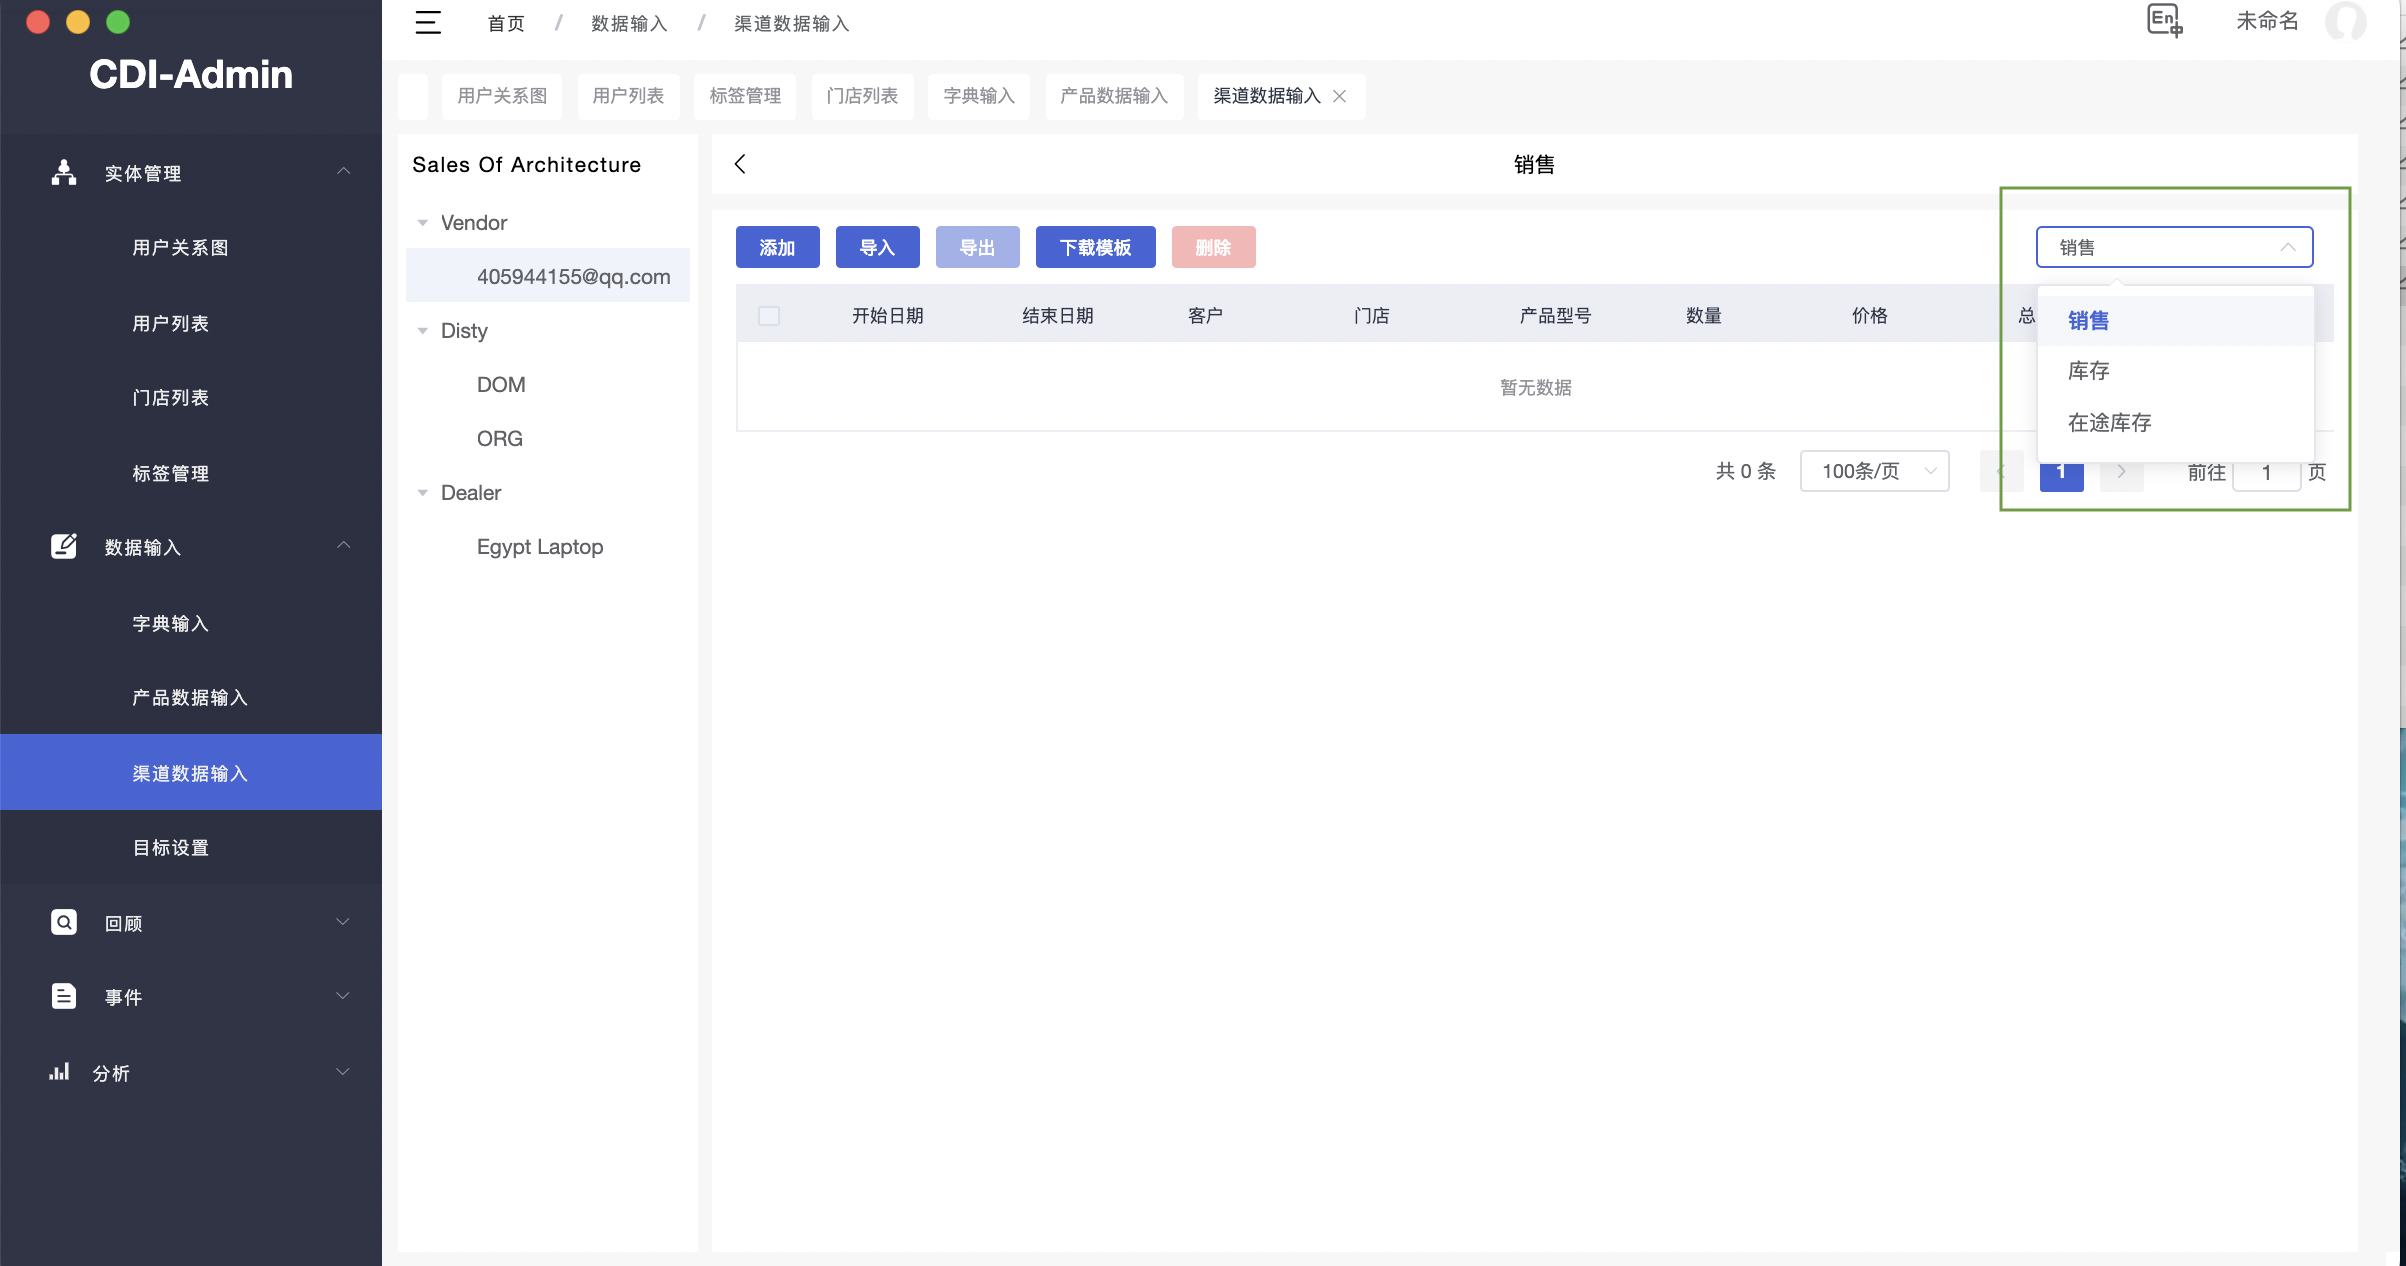 CDI-Admin
实体管理
用户关系图
用户列表
门店列表
标签管理
数据输入
字典输入
产品数据输入
渠道数据输入
目标设置
回顾
事件
分析
首页 / 数据输入 / 渠道数据输入
En 未命名
用户关系图 用户列表 标签管理 门店列表 字典输入 产品数据输入 渠道数据输入
Sales Of Architecture
Vendor
405944155@qq.com
Disty
DOM
ORG
Dealer
Egypt Laptop
销售
添加 导入 导出 下载模板 删除 销售
开始日期 结束日期 客户 门店 产品型号 数量 价格 总
暂无数据
销售
库存
在途库存
共 0 条 100条/页 1 前往 1 页